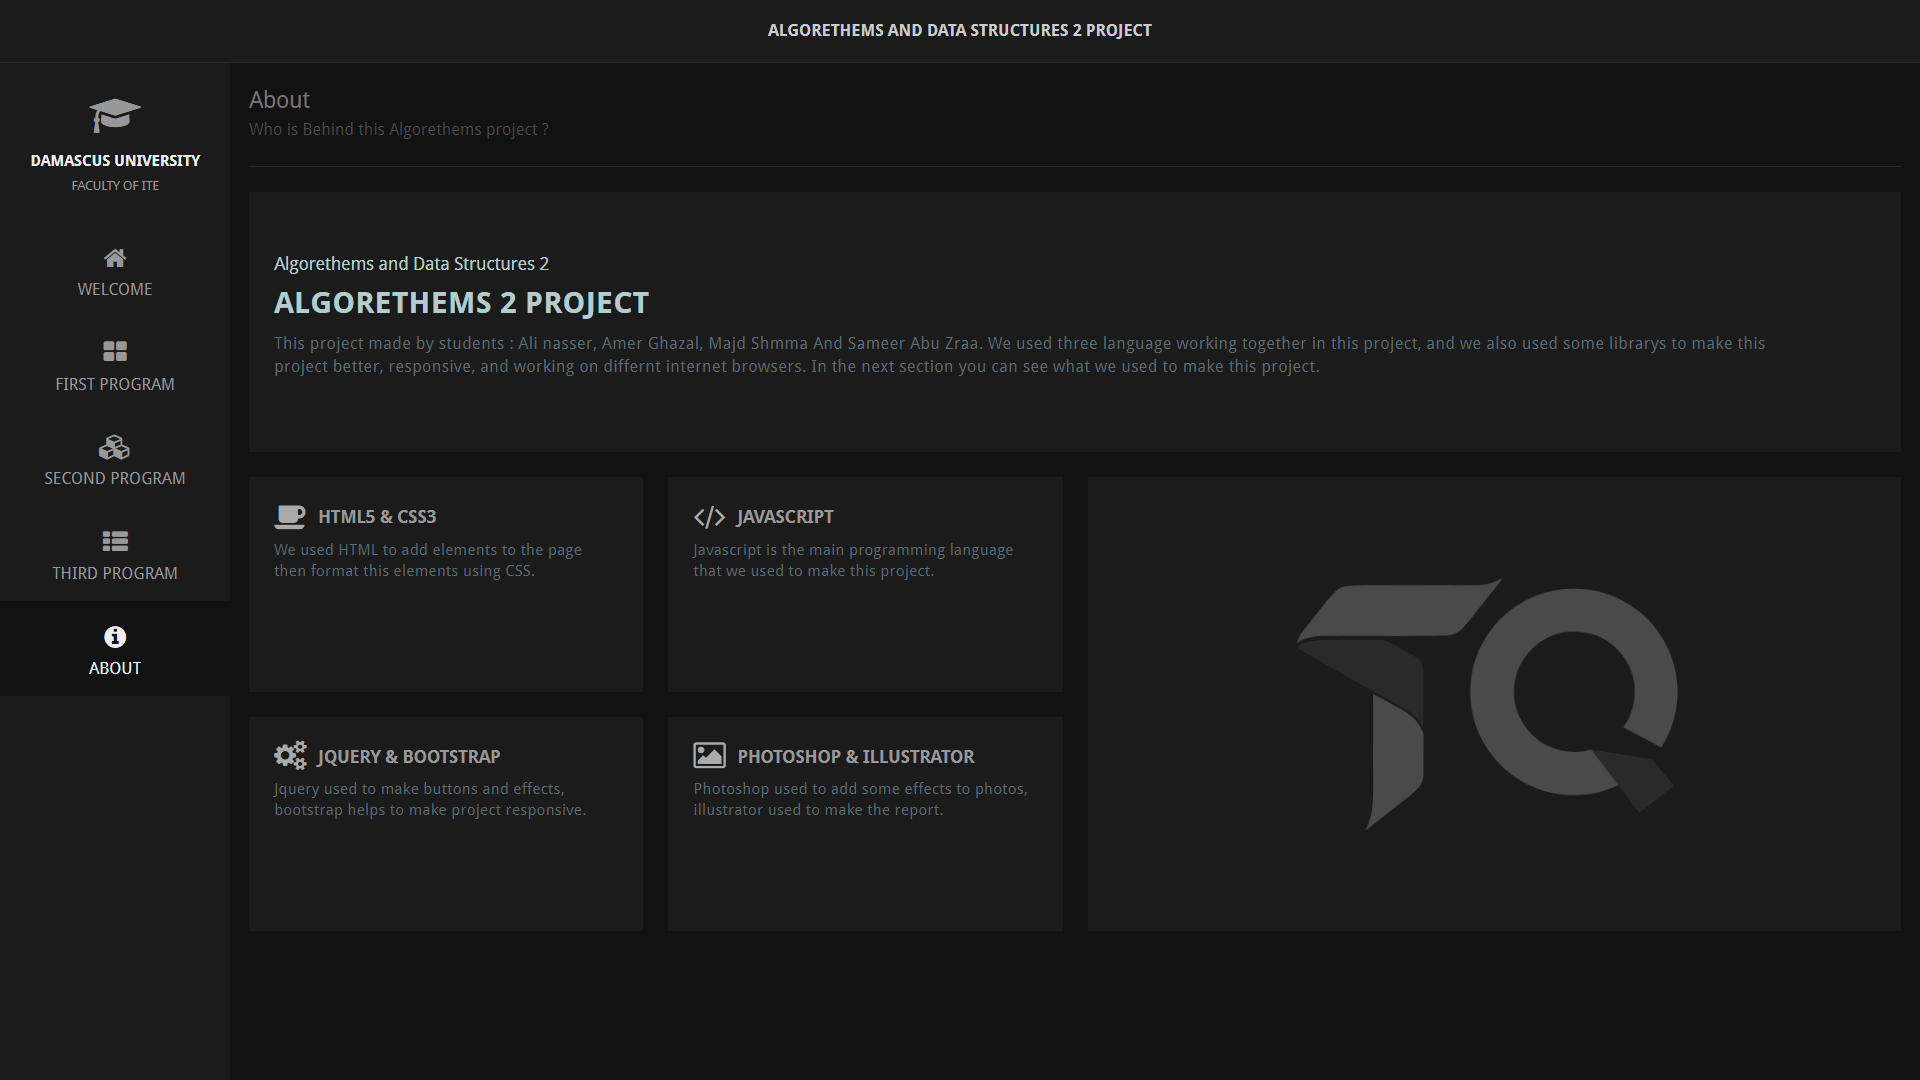 ALGORETHEMS AND DATA STRUCTURES 2 PROJECT
DAMASCUS UNIVERSITY
FACULTY OF ITE
WELCOME
FIRST PROGRAM
SECOND PROGRAM
THIRD PROGRAM
ABOUT
About
Who is Behind this Algorethems project ?
Algorethems and Data Structures 2
ALGORETHEMS 2 PROJECT
This project made by students : Ali nasser, Amer Ghazal, Majd Shmma And Sameer Abu Zraa. We used three language working together in this project, and we also used some librarys to make this
project better, responsive, and working on differnt internet browsers. In the next section you can see what we used to make this project.
HTML5 & CSS3
We used HTML to add elements to the page
then format this elements using CSS.
JAVASCRIPT
Javascript is the main programming language
that we used to make this project.
JQUERY & BOOTSTRAP
Jquery used to make buttons and effects,
bootstrap helps to make project responsive.
PHOTOSHOP & ILLUSTRATOR
Photoshop used to add some effects to photos,
illustrator used to make the report.
TQ